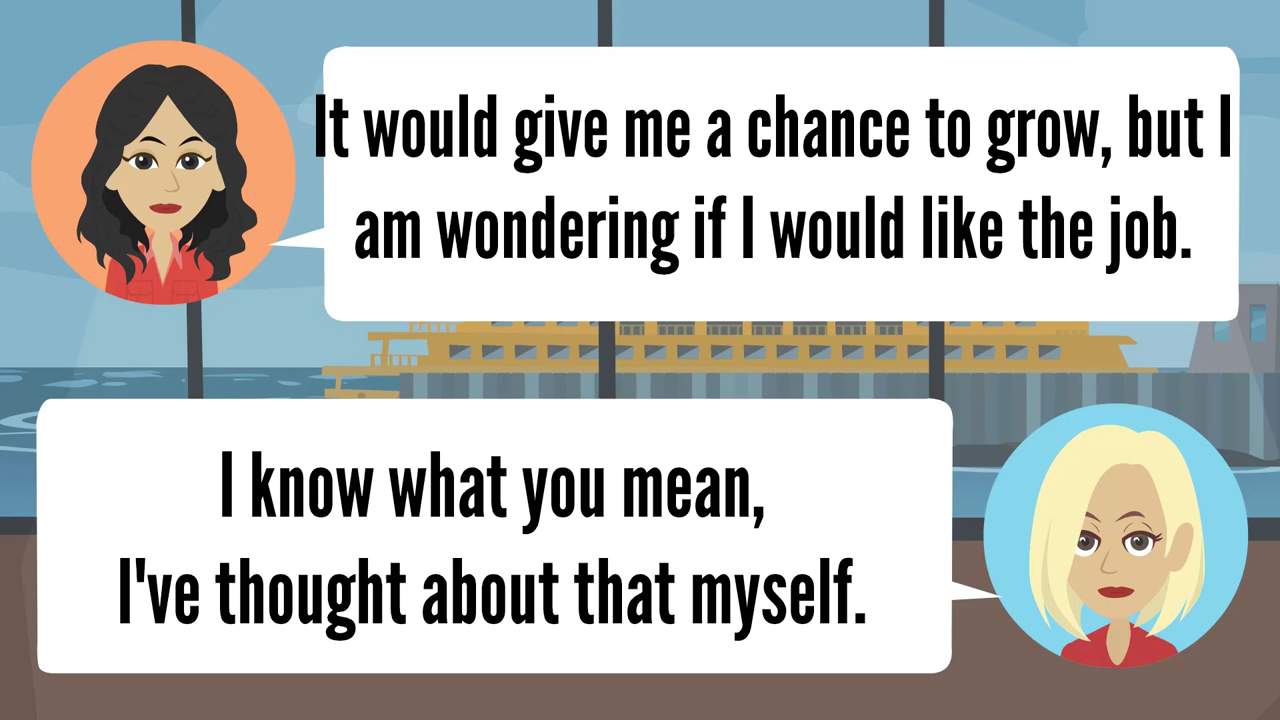 It would give me a chance to grow, but I
am wondering if I would like the job.
I know what you mean,
I've thought about that myself.